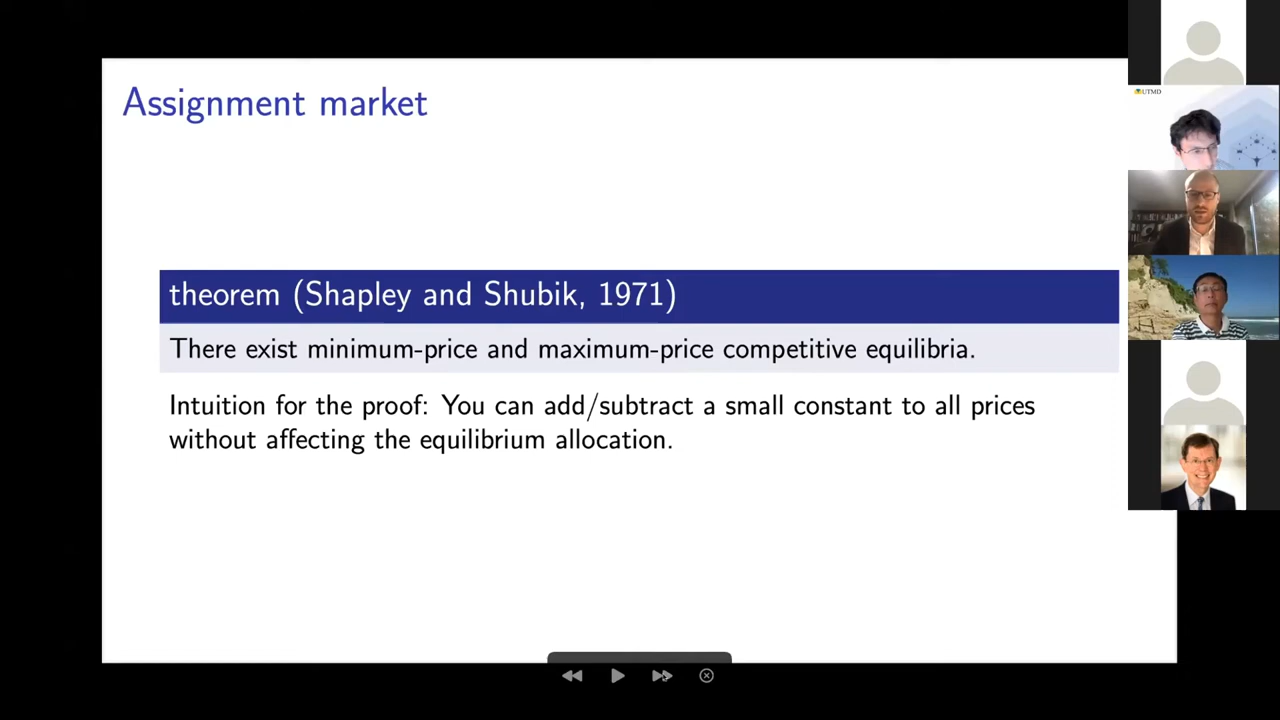 Assignment market
theorem (Shapley and Shubik, 1971)
There exist minimum-price and maximum-price competitive equilibria.
Intuition for the proof: You can add/subtract a small constant to all prices
without affecting the equilibrium allocation.
UTMD